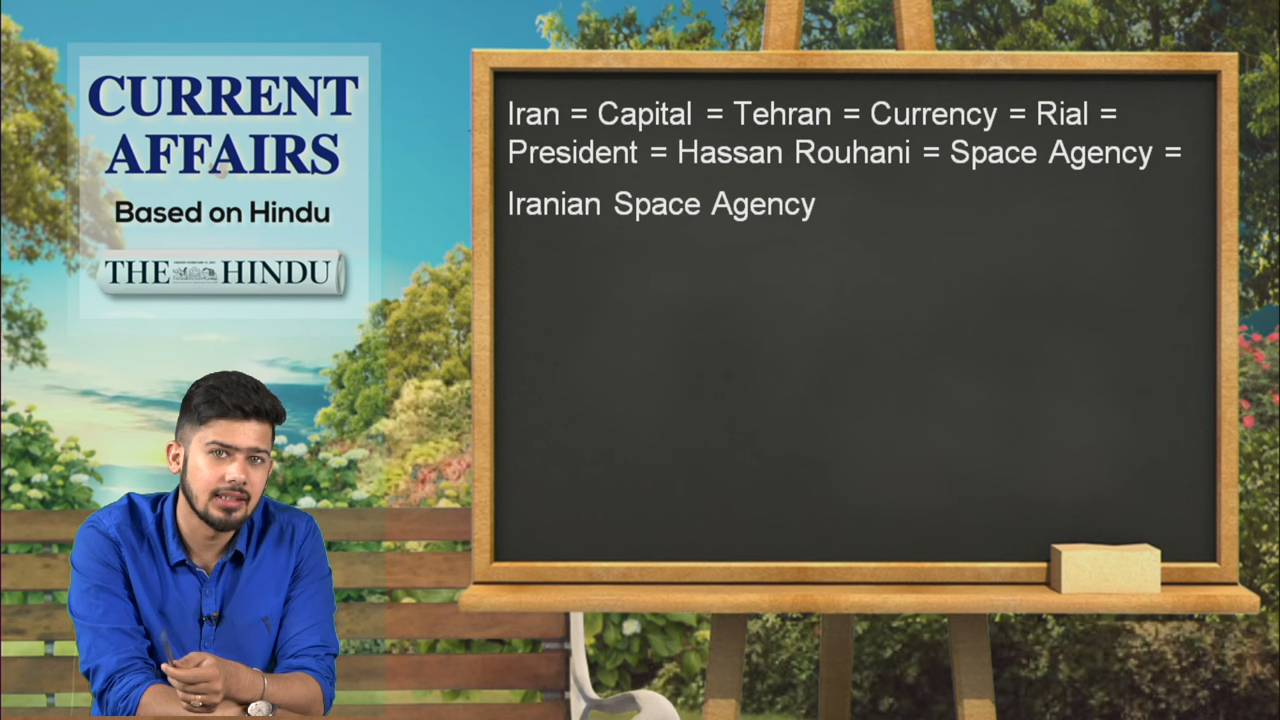 CURRENT
AFFAIRS
Based on Hindu
THE HINDU
Iran = Capital = Tehran = Currency = Rial =
President = Hassan Rouhani = Space Agency =
Iranian Space Agency